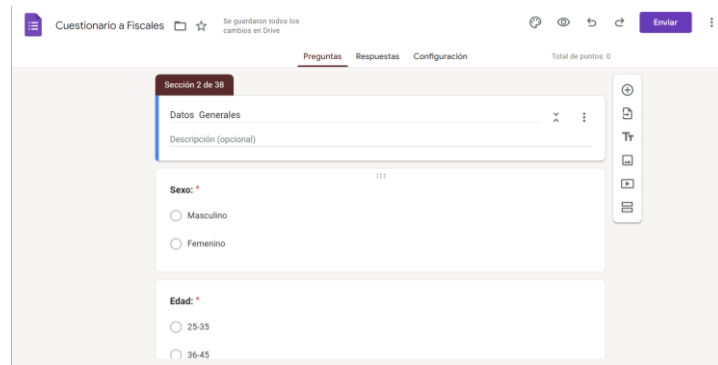 Cuestionario a Fiscales
Se guardaron todos los
cambios en Drive
Enviar
Preguntas Respuestas Configuración Total de puntos: 0
Sección 2 de 38
Datos Generales
Descripción (opcional)
Tт
Sexo: *
Masculino
Femenino
Edad: *
25-35
36-45